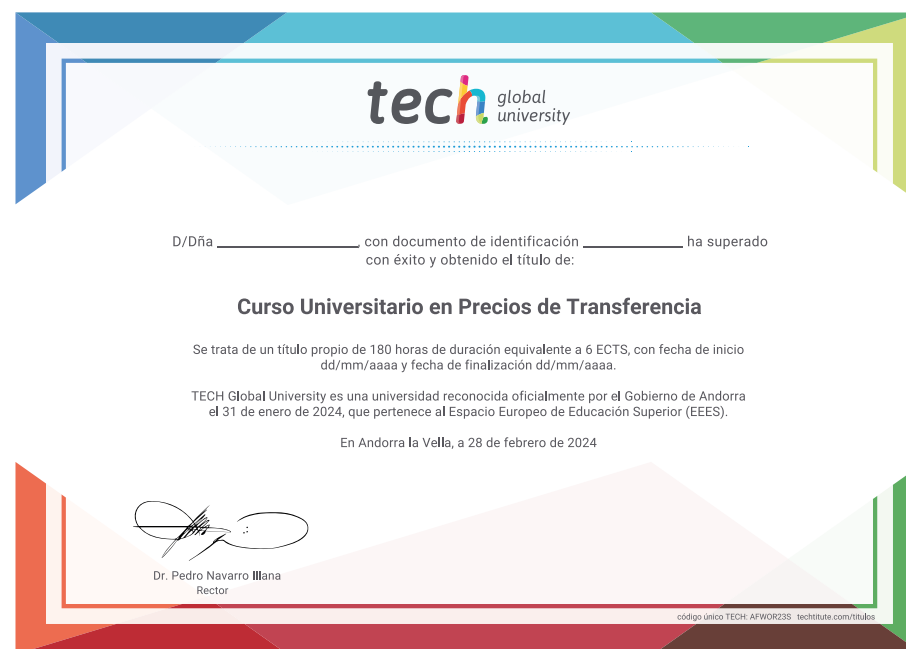 tech global university
D/Dña ____________, con documento de identificación ____________ ha superado
con éxito y obtenido el título de:
Curso Universitario en Precios de Transferencia
Se trata de un título propio de 180 horas de duración equivalente a 6 ECTS, con fecha de inicio
dd/mm/aaaa y fecha de finalización dd/mm/aaaa.
TECH Global University es una universidad reconocida oficialmente por el Gobierno de Andorra
el 31 de enero de 2024, que pertenece al Espacio Europeo de Educación Superior (EEES).
En Andorra la Vella, a 28 de febrero de 2024
Dr. Pedro Navarro Illana
Rector
código único TECH: AFWOR23S techtitute.com/titulos